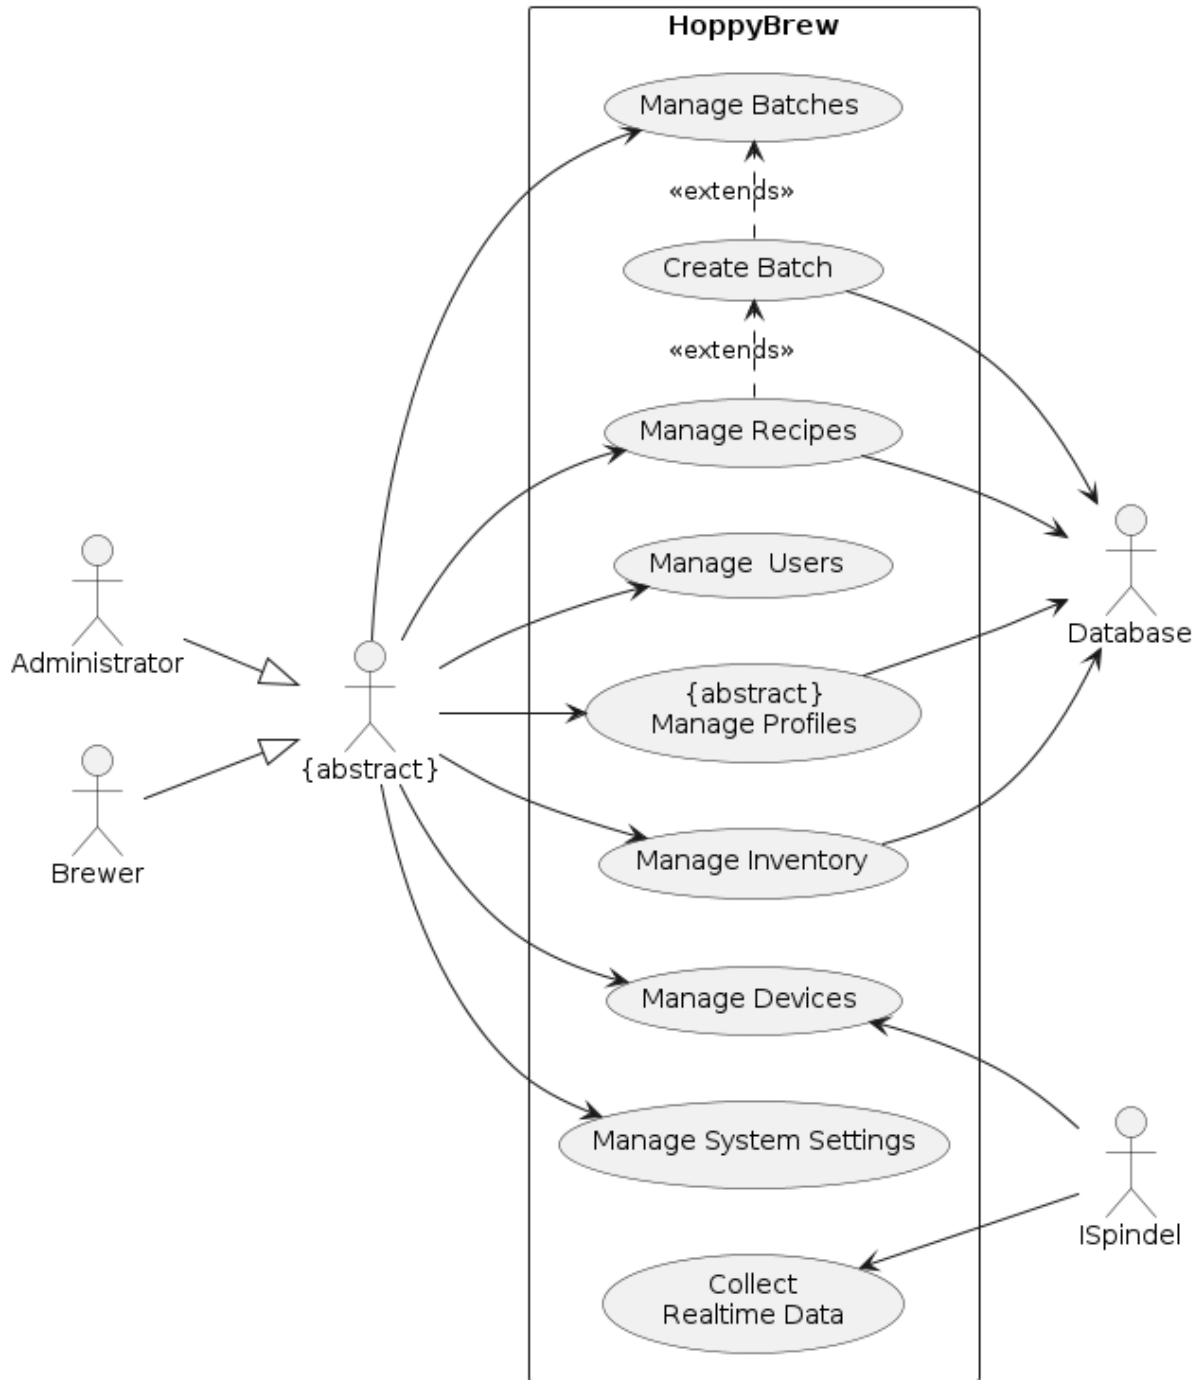 HoppyBrew
Manage Batches
«extends»
Create Batch
«extends»
Manage Recipes
Manage  Users
Database
Administrator
{abstract}
Manage Profiles
{abstract}
Brewer
Manage Inventory
Manage Devices
Manage System Settings
ISpindel
Collect
Realtime Data